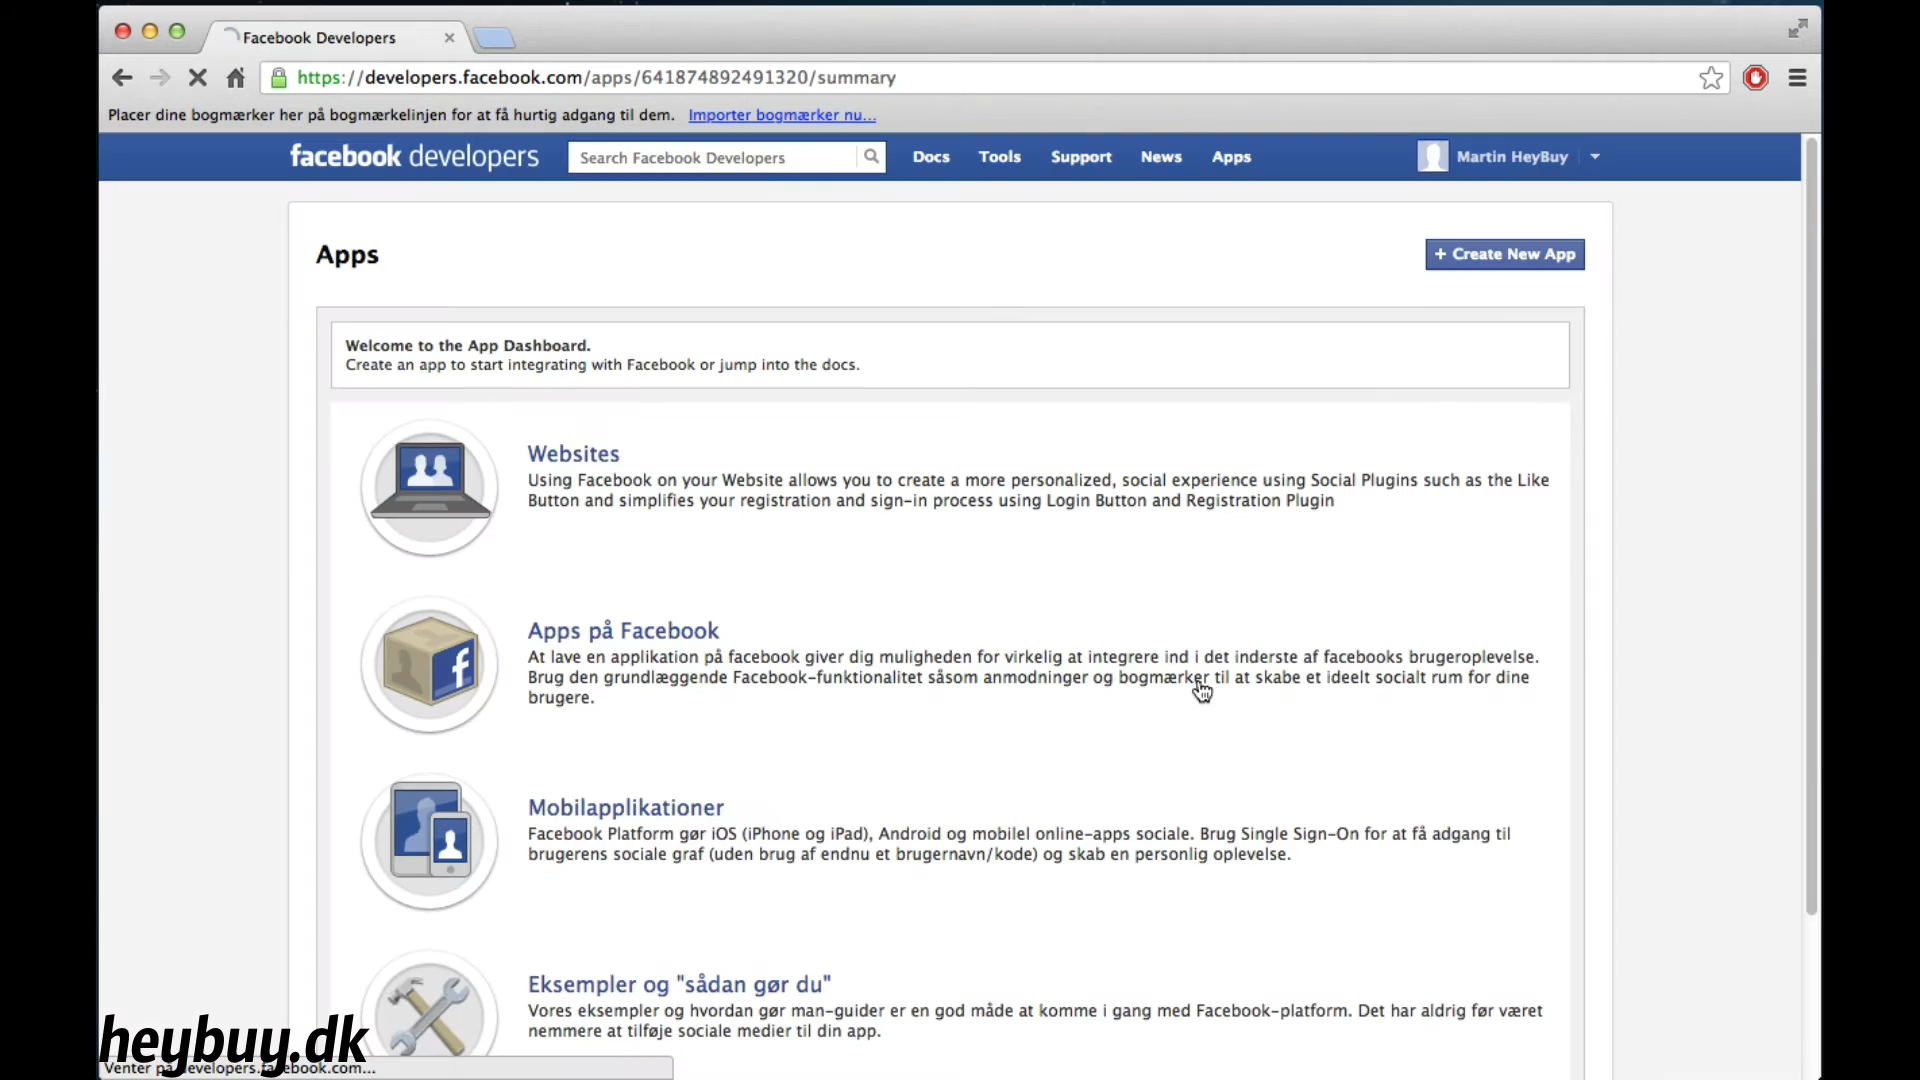 Facebook Developers
https://developers.facebook.com/apps/641874892491320/summary
Placer dine bogmærker her på bogmærkelinjen for at få hurtig adgang til dem. Importer bogmærker nu...
facebook developers Search Facebook Developers Docs Tools Support News Apps Martin HeyBuy
Apps
+ Create New App
Welcome to the App Dashboard.
Create an app to start integrating with Facebook or jump into the docs.
Websites
Using Facebook on your Website allows you to create a more personalized, social experience using Social Plugins such as the Like
Button and simplifies your registration and sign-in process using Login Button and Registration Plugin
Apps på Facebook
At lave en applikation på facebook giver dig muligheden for virkelig at integrere ind i det inderste af facebooks brugeroplevelse.
Brug den grundlæggende Facebook-funktionalitet såsom anmodninger og bogmærker til at skabe et ideelt socialt rum for dine
brugere.
Mobilapplikationer
Facebook Platform gør iOS (iPhone og iPad), Android og mobilel online-apps sociale. Brug Single Sign-On for at få adgang til
brugerens sociale graf (uden brug af endnu et brugernavn/kode) og skab en personlig oplevelse.
Eksempler og "sådan gør du"
Vores eksempler og hvordan gør man-guider er en god måde at komme i gang med Facebook-platform. Det har aldrig før været
nemmere at tilføje sociale medier til din app.
heybuy.dk
Venter på developers.facebook.com...